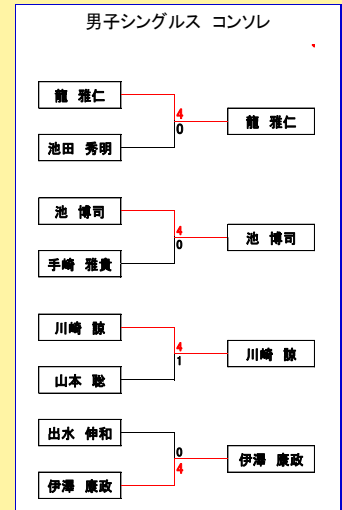 男子シングルス コンソレ
龍 雅仁
4
龍 雅仁
0
池田 秀明
池 博司
4
池 博司
0
手崎 雅貴
川崎 諒
4
川崎 諒
1
山本 聡
出水 伸和
0
伊澤 康政
4
伊澤 康政